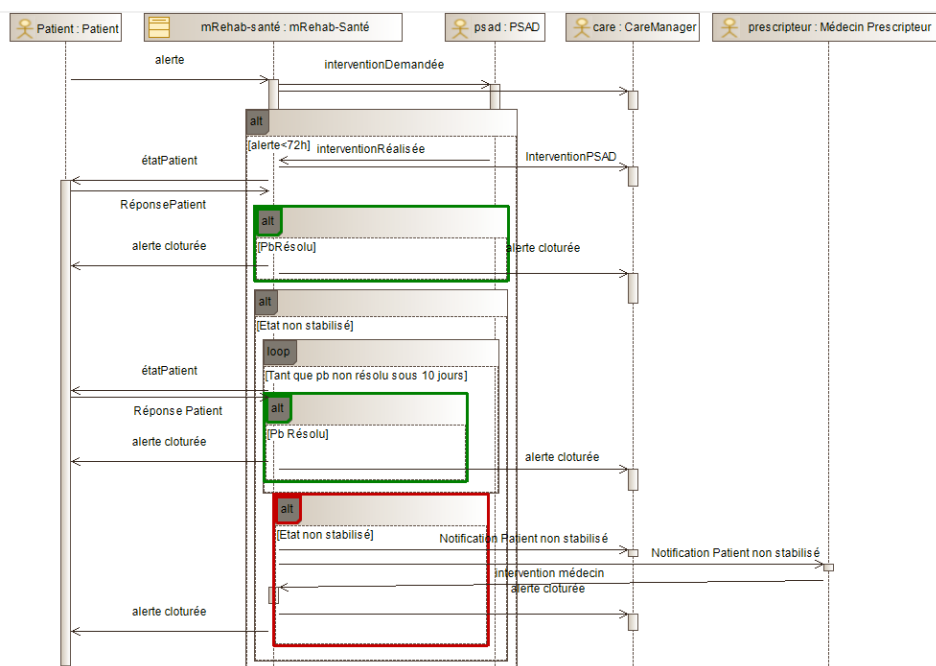 Patient : Patient
mRehab-santé : mRehab-Santé
psad : PSAD
care : CareManager
prescripteur : Médecin Prescripteur
alerte
interventionDemandée
alt
[alerte<72h]
interventionRéalisée
InterventionPSAD
étatPatient
RéponsePatient
alt
[PbRésolu]
alerte cloturée
alerte cloturée
alt
[Etat non stabilisé]
loop
[Tant que pb non résolu sous 10 jours]
étatPatient
Réponse Patient
alt
[Pb Résolu]
alerte cloturée
alerte cloturée
alt
[Etat non stabilisé]
Notification Patient non stabilisé
Notification Patient non stabilisé
intervention médecin
alerte cloturée
alerte cloturée